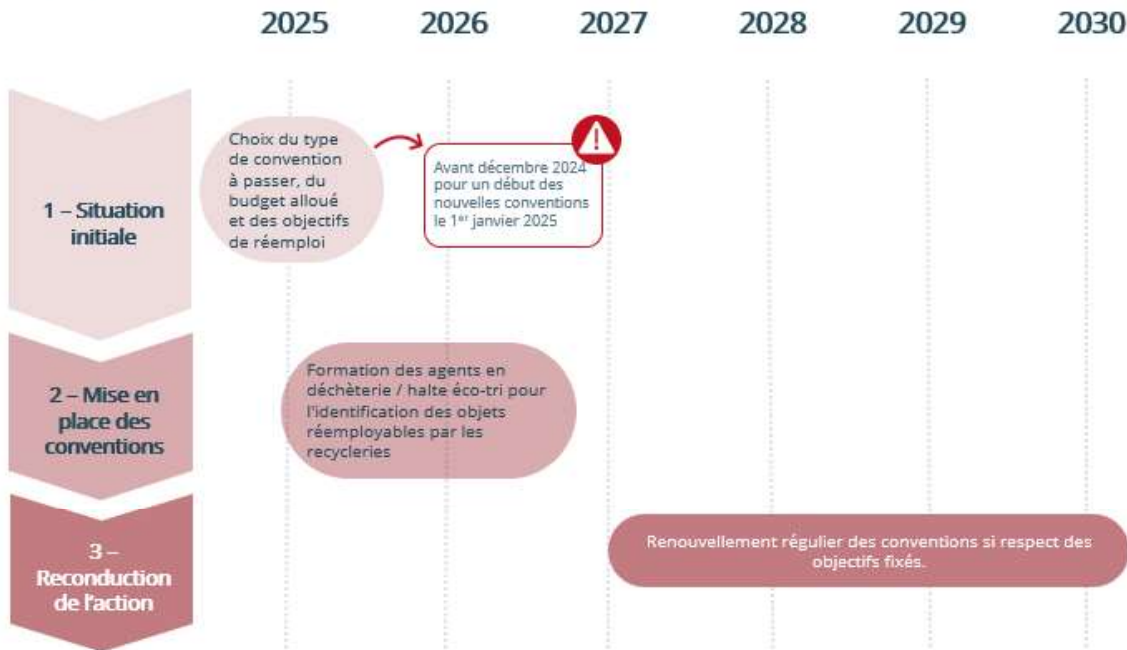 2025 2026 2027 2028 2029 2030
1 – Situation
initiale
Choix du type
de convention
à passer, du
budget alloué
et des objectifs
de réemploi
Avant décembre 2024
pour un début des
nouvelles conventions
le 1er janvier 2025
2 – Mise en
place des
conventions
Formation des agents en
déchèterie / halte éco-tri pour
l'identification des objets
réemployables par les
recycleries
3 –
Reconduction
de l'action
Renouvellement régulier des conventions si respect des
objectifs fixés.